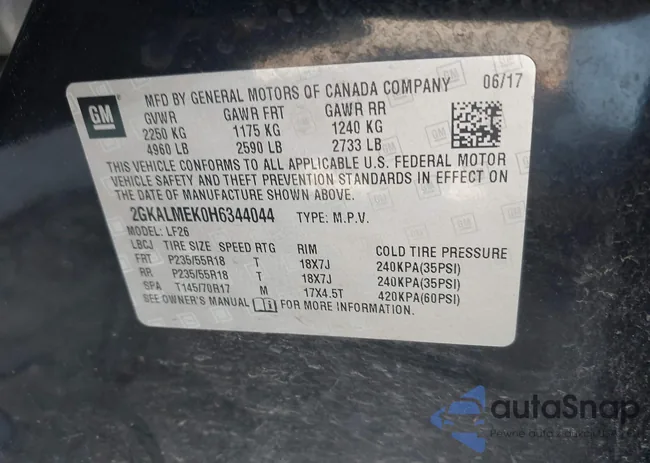 GM
MFD BY GENERAL MOTORS OF CANADA COMPANY 06/17
GVWR GAWR FRT GAWR RR
2250 KG 1175 KG 1240 KG
4960 LB 2590 LB 2733 LB
THIS VEHICLE CONFORMS TO ALL APPLICABLE U.S. FEDERAL MOTOR
VEHICLE SAFETY AND THEFT PREVENTION STANDARDS IN EFFECT ON
THE DATE OF MANUFACTURE SHOWN ABOVE.
2GKALMEK0H6344044 TYPE: M.P.V.
MODEL: LF26
LBCJ TIRE SIZE SPEED RTG RIM COLD TIRE PRESSURE
FRT P235/55R18 T 18X7J 240KPA(35PSI)
RR P235/55R18 T 18X7J 240KPA(35PSI)
SPA T145/70R17 M 17X4.5T 420KPA(60PSI)
SEE OWNER'S MANUAL FOR MORE INFORMATION.
autaSnap
Pewne auta z